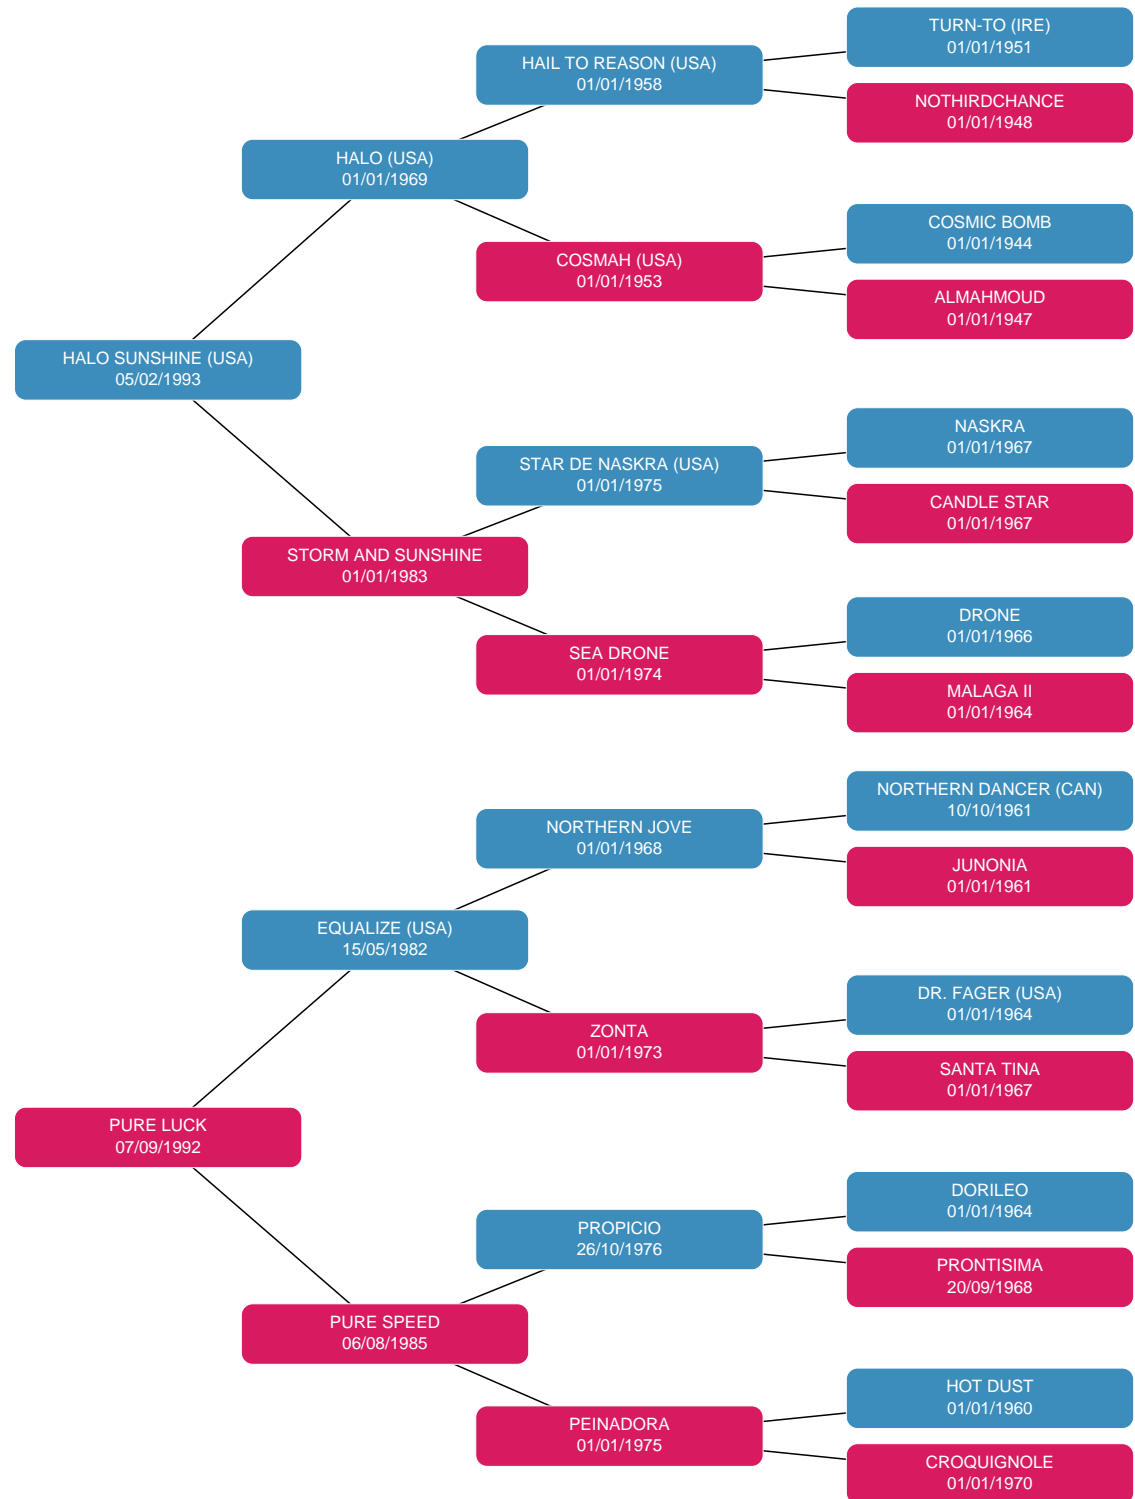 TURN-TO (IRE)
01/01/1951
HAIL TO REASON (USA)
01/01/1958
NOTHIRDCHANCE
01/01/1948
HALO (USA)
01/01/1969
COSMIC BOMB
01/01/1944
COSMAH (USA)
01/01/1953
ALMAHMOUD
01/01/1947
HALO SUNSHINE (USA)
05/02/1993
NASKRA
01/01/1967
STAR DE NASKRA (USA)
01/01/1975
CANDLE STAR
01/01/1967
STORM AND SUNSHINE
01/01/1983
DRONE
01/01/1966
SEA DRONE
01/01/1974
MALAGA II
01/01/1964
NORTHERN DANCER (CAN)
10/10/1961
NORTHERN JOVE
01/01/1968
JUNONIA
01/01/1961
EQUALIZE (USA)
15/05/1982
DR. FAGER (USA)
01/01/1964
ZONTA
01/01/1973
SANTA TINA
01/01/1967
PURE LUCK
07/09/1992
DORILEO
01/01/1964
PROPICIO
26/10/1976
PRONTISIMA
20/09/1968
PURE SPEED
06/08/1985
HOT DUST
01/01/1960
PEINADORA
01/01/1975
CROQUIGNOLE
01/01/1970